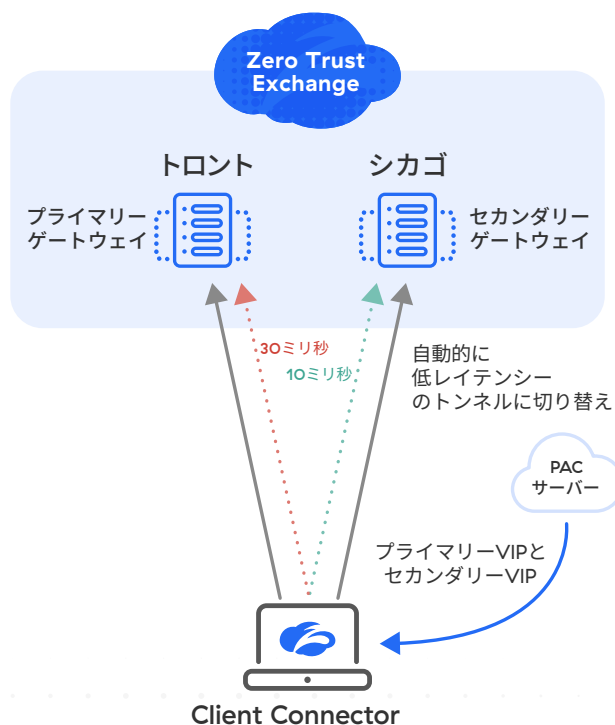 Zero Trust
Exchange
トロント
シカゴ
プライマリー
ゲートウェイ
セカンダリー
ゲートウェイ
30ミリ秒
10ミリ秒
自動的に
低レイテンシー
のトンネルに切り替え
PAC
サーバー
プライマリーVIPと
セカンダリーVIP
Client Connector